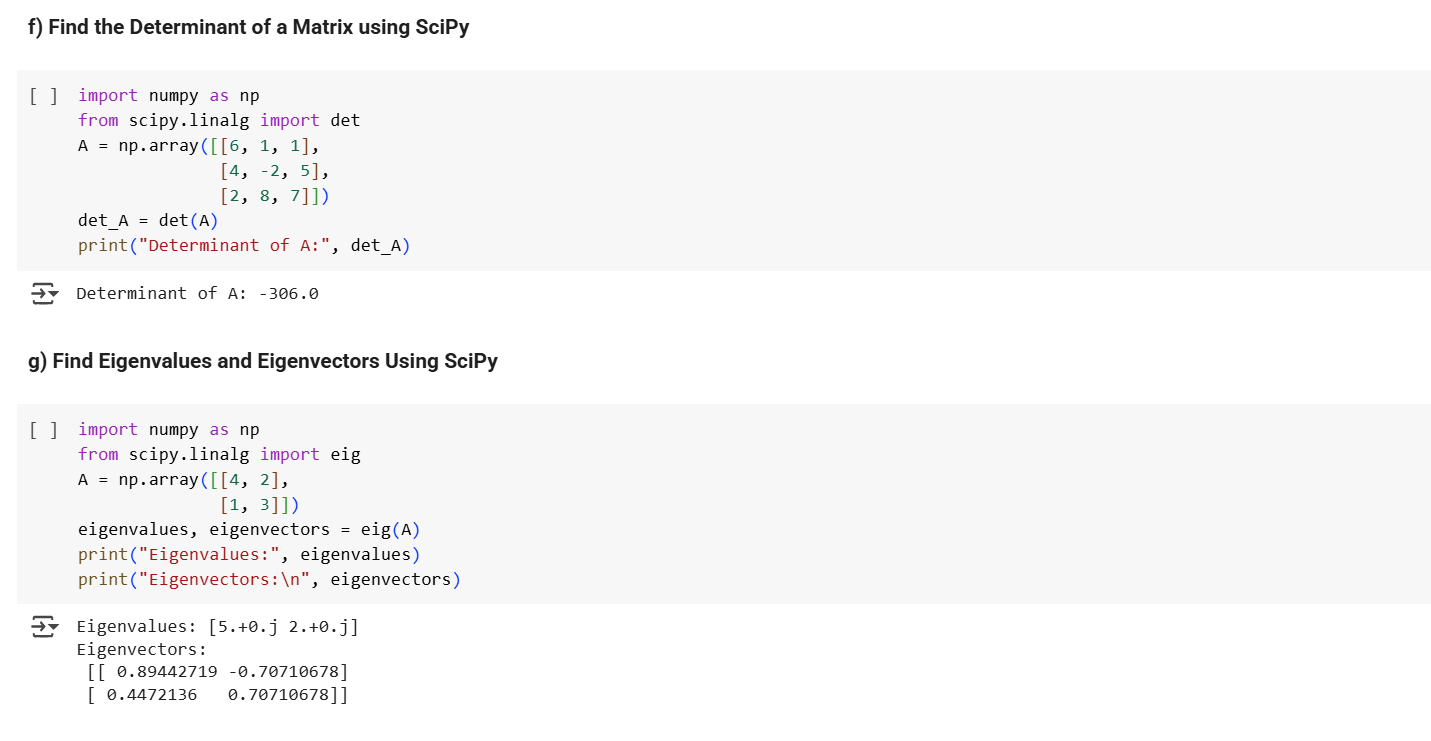 f) Find the Determinant of a Matrix using SciPy
[ ] import numpy as np
from scipy.linalg import det
A = np.array([[6, 1, 1],
              [4, -2, 5],
              [2, 8, 7]])
det_A = det(A)
print("Determinant of A:", det_A)
Determinant of A: -306.0
g) Find Eigenvalues and Eigenvectors Using SciPy
[ ] import numpy as np
from scipy.linalg import eig
A = np.array([[4, 2],
              [1, 3]])
eigenvalues, eigenvectors = eig(A)
print("Eigenvalues:", eigenvalues)
print("Eigenvectors:\n", eigenvectors)
Eigenvalues: [5.+0.j 2.+0.j]
Eigenvectors:
 [[ 0.89442719 -0.70710678]
 [ 0.4472136   0.70710678]]